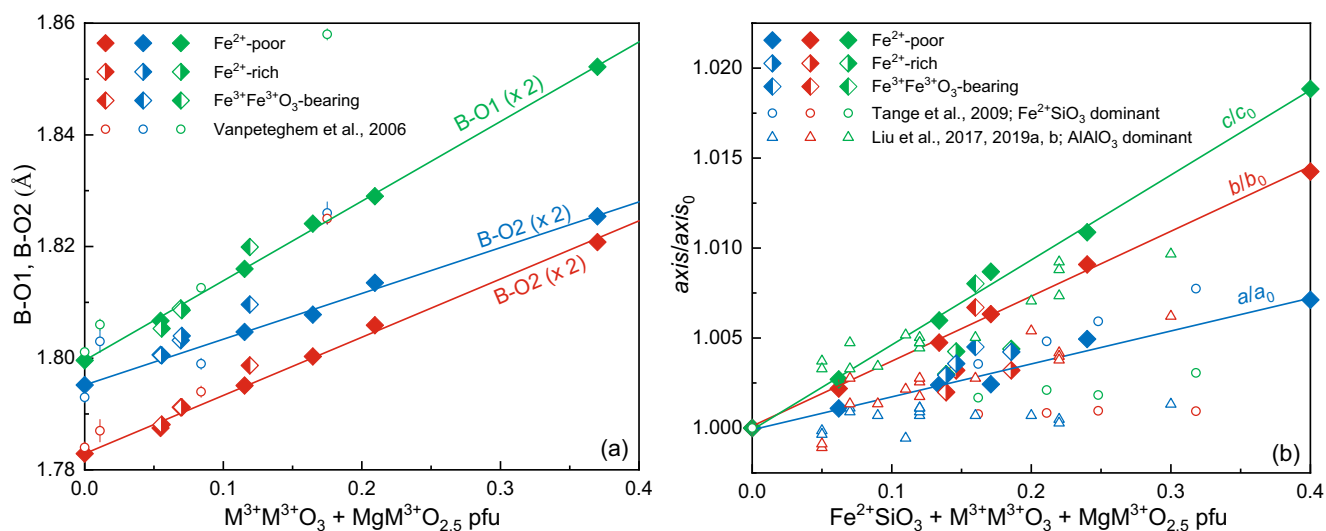 1.86
1.84
1.82
1.80
1.78
B-O1, B-O2 (Å)
Fe²⁺-poor
Fe²⁺-rich
Fe³⁺Fe³⁺O₃-bearing
Vanpeteghem et al., 2006
B-O1 (x 2)
B-O2 (x 2)
B-O2 (x 2)
(a)
0.0 0.1 0.2 0.3 0.4
M³⁺M³⁺O₃ + MgM³⁺O₂.₅ pfu
1.020
1.015
1.010
1.005
1.000
axis/axis₀
Fe²⁺-poor
Fe²⁺-rich
Fe³⁺Fe³⁺O₃-bearing
Tange et al., 2009; Fe²⁺SiO₃ dominant
Liu et al., 2017, 2019a, b; AlAlO₃ dominant
c/c₀
b/b₀
a/a₀
(b)
0.0 0.1 0.2 0.3 0.4
Fe²⁺SiO₃ + M³⁺M³⁺O₃ + MgM³⁺O₂.₅ pfu